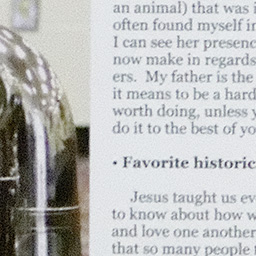 an animal) that was i
often found myself in
I can see her presenc
now make in regards
ers. My father is the
it means to be a hard
worth doing, unless y
do it to the best of yo
• Favorite historic
Jesus taught us ev
to know about how w
and love one another
that so many people t